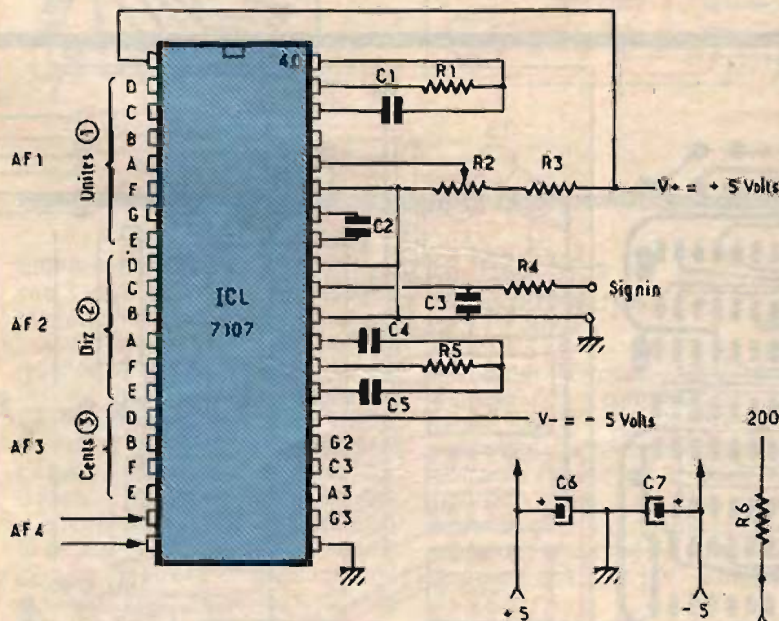 40
C1
R1
D
C
B
A
F
G
E
AF1
Unites ①
R2
R3
V+ = + 5 Volts
C2
D
C
B
A
F
E
AF2
Diz ②
ICL
7107
R4
Signin
C3
C4
R5
C5
D
B
F
E
AF3
Cents ③
V- = - 5 Volts
G2
C3
A3
G3
AF4
C6
C7
+
+
+5
-5
200
R6